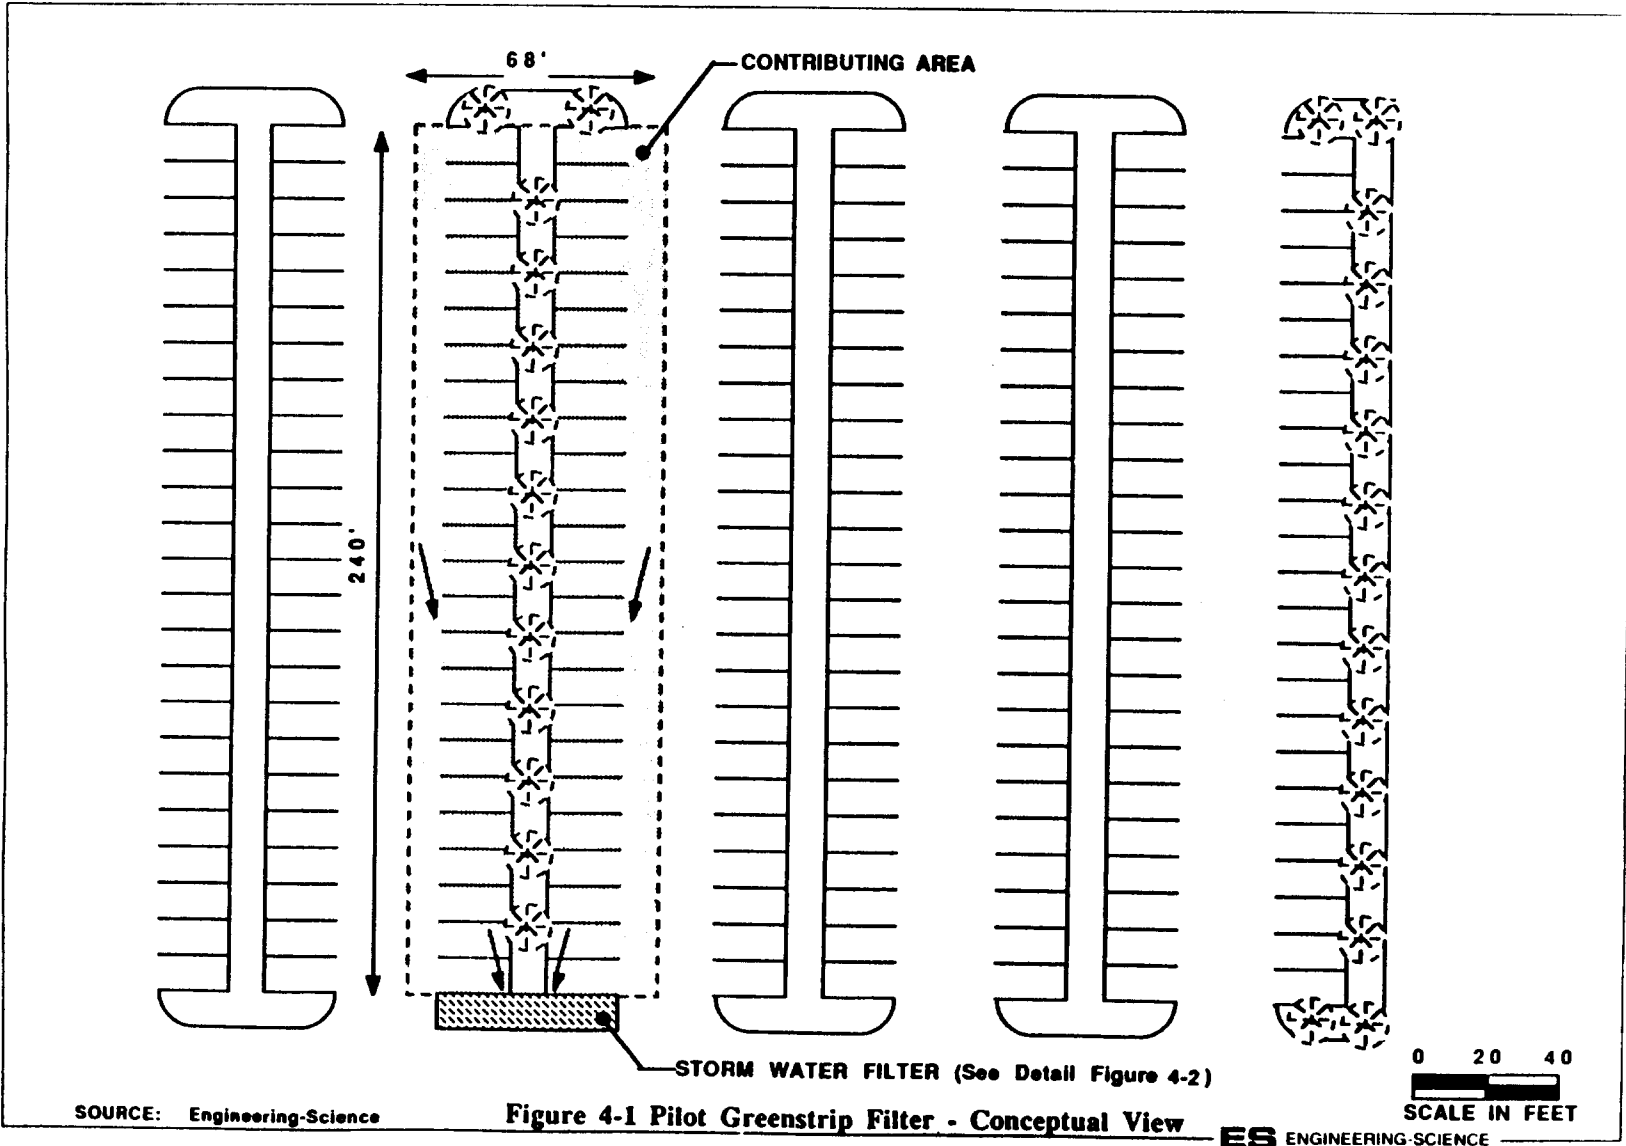 68'
CONTRIBUTING AREA
240'
STORM WATER FILTER (See Detail Figure 4-2)
0 20 40
SCALE IN FEET
SOURCE: Engineering-Science
Figure 4-1 Pilot Greenstrip Filter - Conceptual View
ES ENGINEERING-SCIENCE